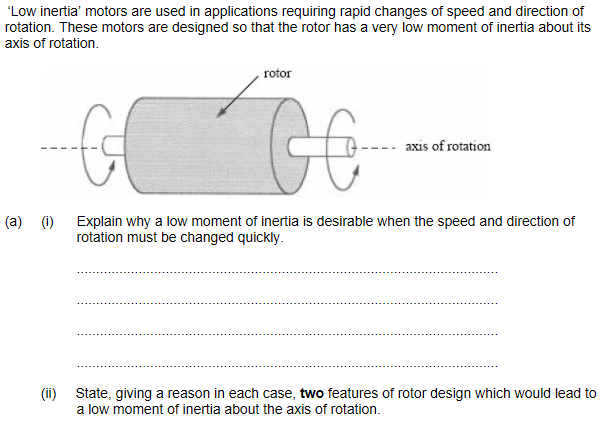 'Low inertia' motors are used in applications requiring rapid changes of speed and direction of
rotation. These motors are designed so that the rotor has a very low moment of inertia about its
axis of rotation.
rotor
axis of rotation
(a) (i) Explain why a low moment of inertia is desirable when the speed and direction of
rotation must be changed quickly.
(ii) State, giving a reason in each case, two features of rotor design which would lead to
a low moment of inertia about the axis of rotation.